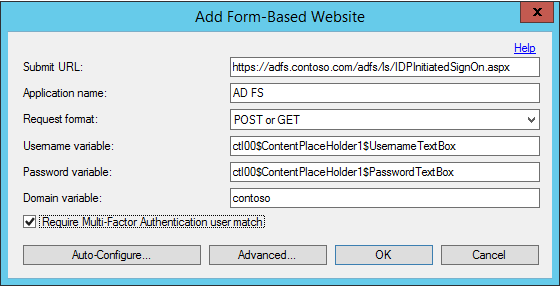 Add Form-Based Website
x
Help
Submit URL: https://adfs.contoso.com/adfs/ls/IDPInitiatedSignOn.aspx
Application name: AD FS
Request format: POST or GET
Username variable: ctl00$ContentPlaceHolder1$UsernameTextBox
Password variable: ctl00$ContentPlaceHolder1$PasswordTextBox
Domain variable: contoso
Require Multi-Factor Authentication user match
Auto-Configure... Advanced... OK Cancel